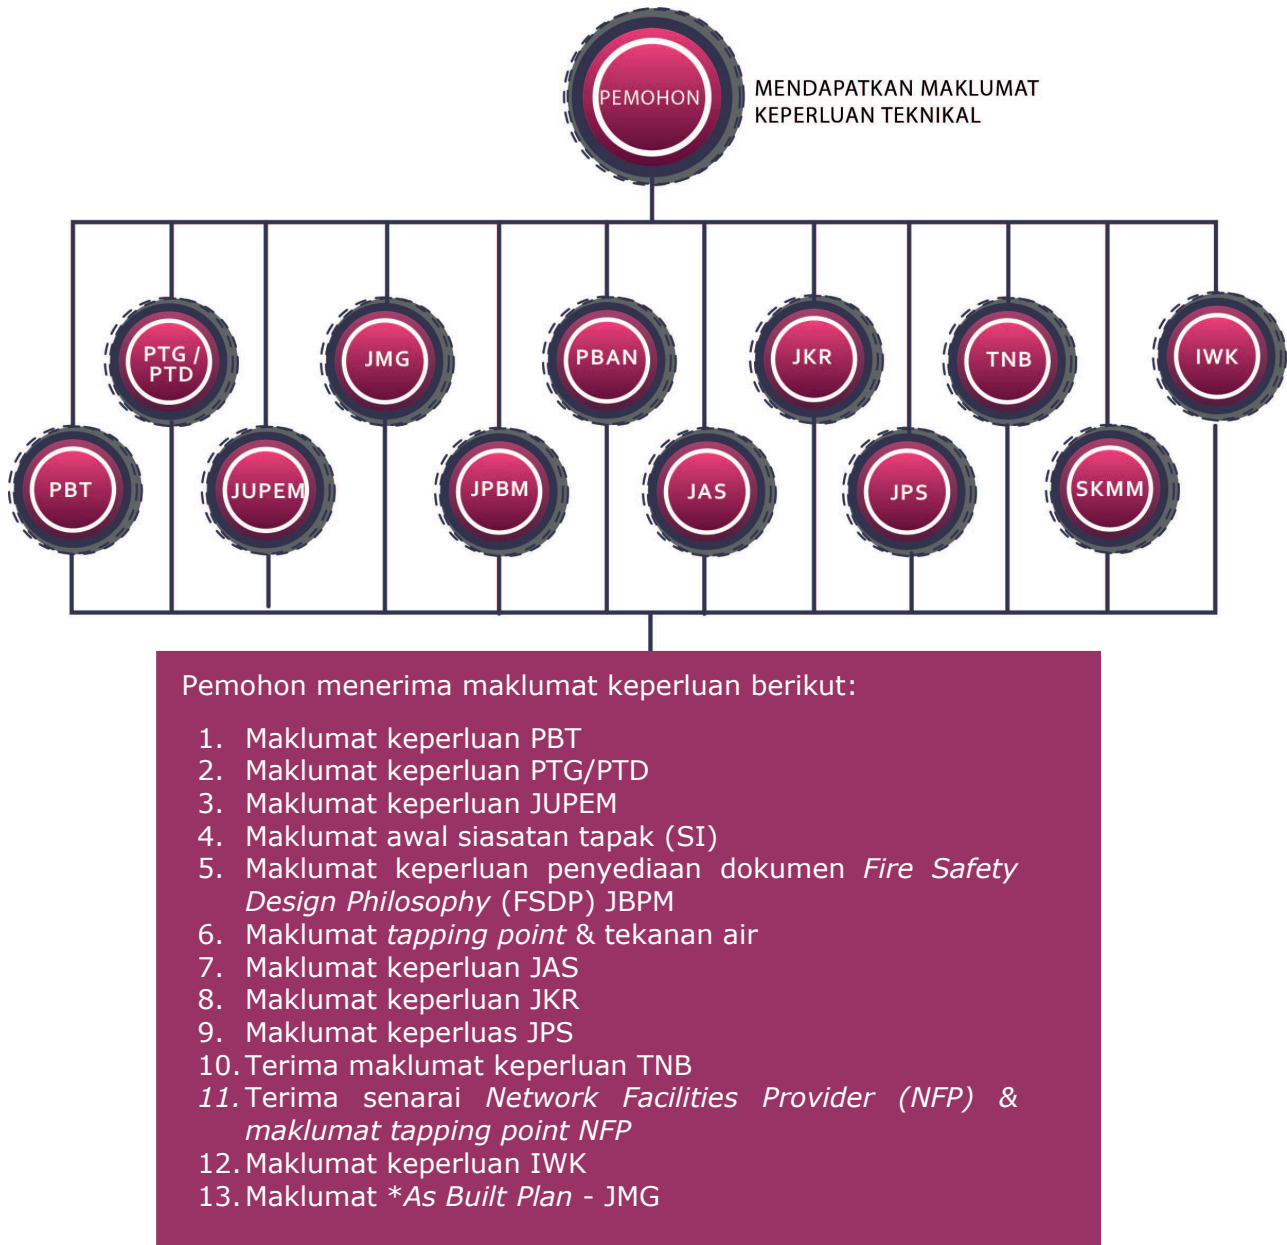 PEMOHON
MENDAPATKAN MAKLUMAT
KEPERLUAN TEKNIKAL
PTG /
PTD
JMG
PBAN
JKR
TNB
IWK
PBT
JUPEM
JPBM
JAS
JPS
SKMM
Pemohon menerima maklumat keperluan berikut:
1. Maklumat keperluan PBT
2. Maklumat keperluan PTG/PTD
3. Maklumat keperluan JUPEM
4. Maklumat awal siasatan tapak (SI)
5. Maklumat keperluan penyediaan dokumen Fire Safety
Design Philosophy (FSDP) JBPM
6. Maklumat tapping point & tekanan air
7. Maklumat keperluan JAS
8. Maklumat keperluan JKR
9. Maklumat keperluas JPS
10. Terima maklumat keperluan TNB
11. Terima senarai Network Facilities Provider (NFP) &
maklumat tapping point NFP
12. Maklumat keperluan IWK
13. Maklumat *As Built Plan - JMG